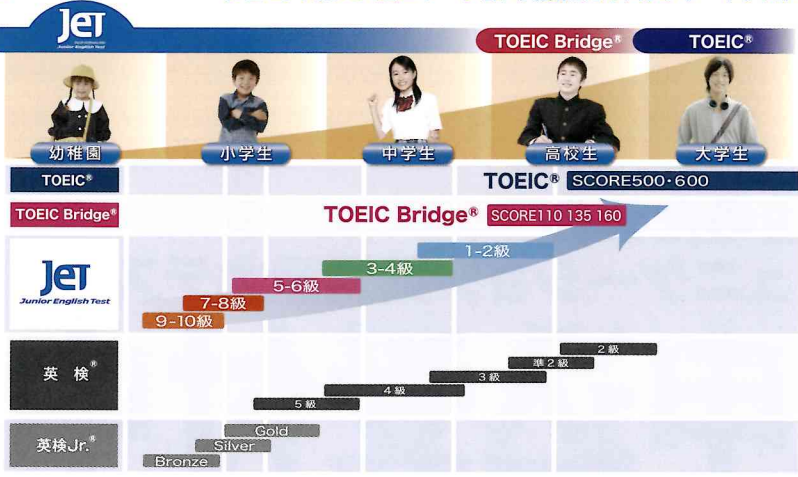 JET
Junior English Test
TOEIC Bridge®
TOEIC®
幼稚園
小学生
中学生
高校生
大学生
TOEIC®
TOEIC® SCORE500・600
TOEIC Bridge®
TOEIC Bridge® SCORE110 135 160
JET
Junior English Test
1-2級
3-4級
5-6級
7-8級
9-10級
英検®
2級
準2級
3級
4級
5級
英検Jr.®
Gold
Silver
Bronze